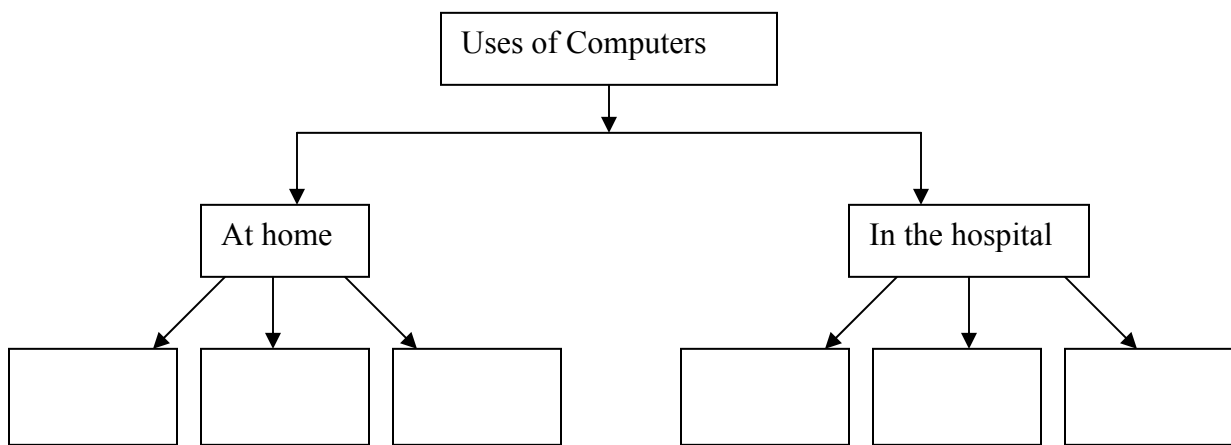 Uses of Computers
At home
In the hospital